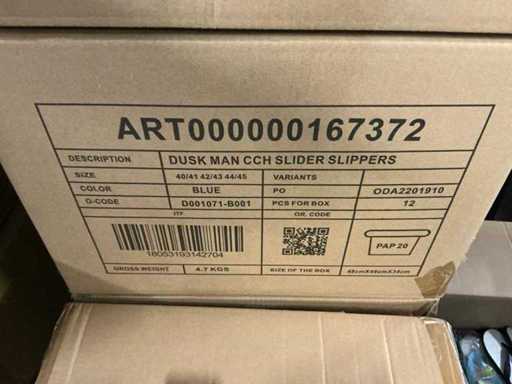 ART000000167372
DESCRIPTION DUSK MAN CCH SLIDER SLIPPERS
SIZE 40/41 42/43 44/45 VARIANTS
COLOR BLUE PO ODA2201910
O-CODE D001071-B001 PCS FOR BOX 12
ITF QR. CODE
18053193142704
PAP 20
GROSS WEIGHT 4.7 KGS SIZE OF THE BOX